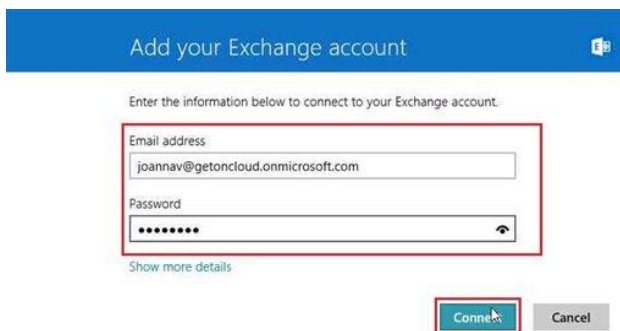 Add your Exchange account
Enter the information below to connect to your Exchange account.
Email address
joannav@getoncloud.onmicrosoft.com
Password
••••••••
Show more details
Connect
Cancel